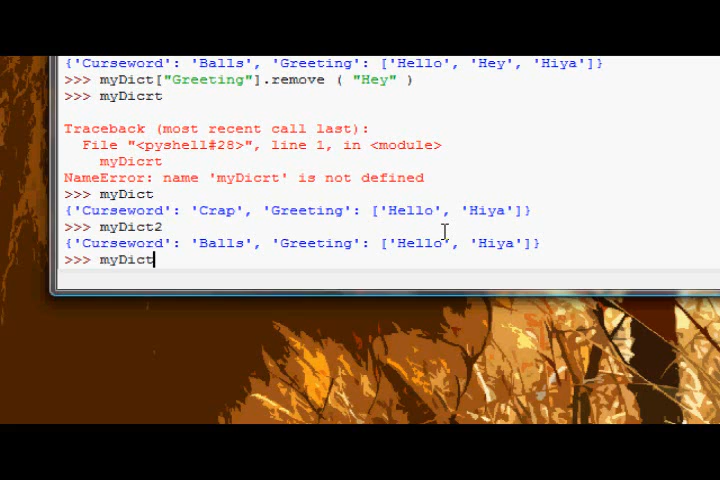 {'Curseword': 'Balls', 'Greeting': ['Hello', 'Hey', 'Hiya']}
>>> myDict["Greeting"].remove ( "Hey" )
>>> myDicrt
Traceback (most recent call last):
  File "<pyshell#28>", line 1, in <module>
    myDicrt
NameError: name 'myDicrt' is not defined
>>> myDict
{'Curseword': 'Crap', 'Greeting': ['Hello', 'Hiya']}
>>> myDict2
{'Curseword': 'Balls', 'Greeting': ['Hello', 'Hiya']}
>>> myDict